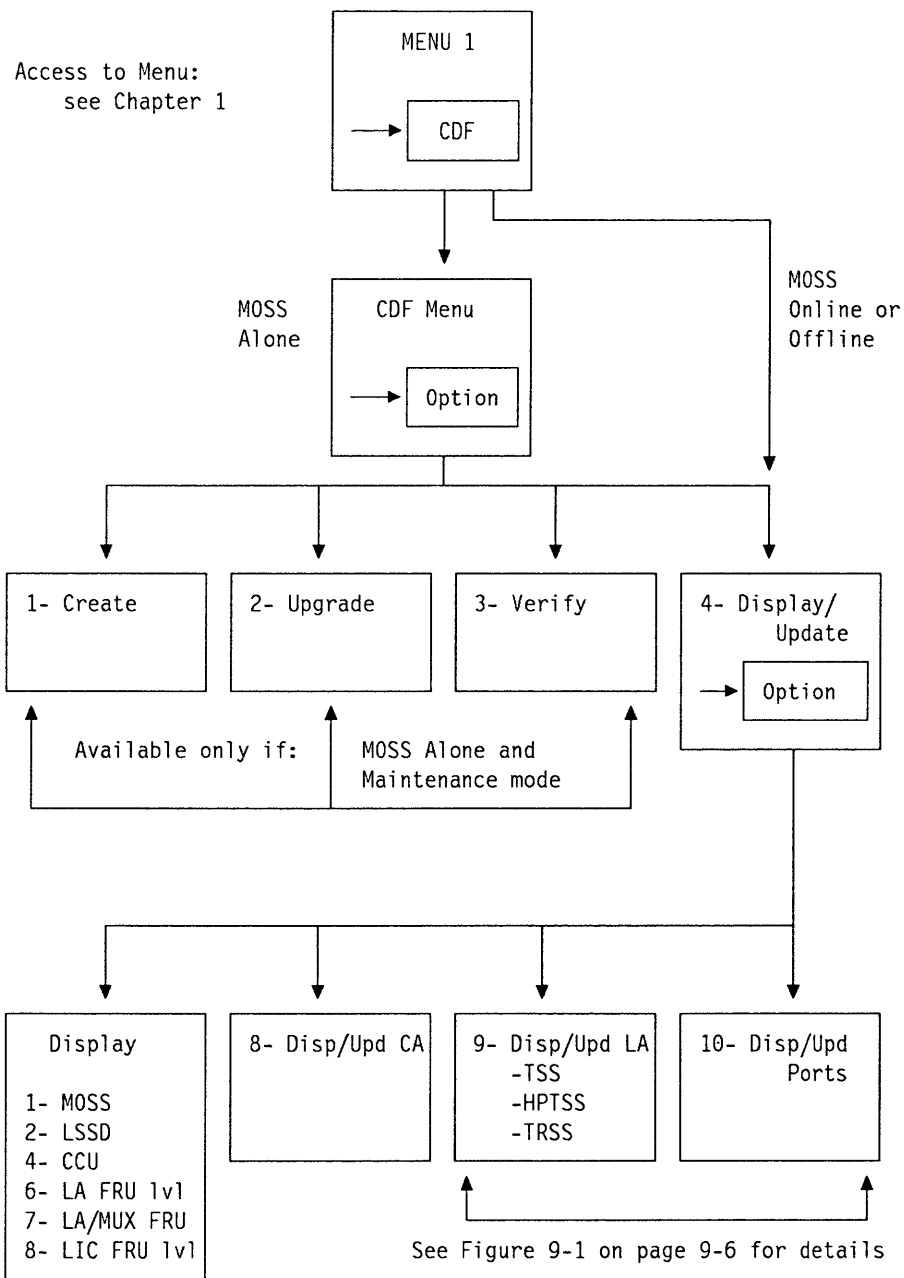 MENU 1
Access to Menu:
see Chapter 1
CDF
MOSS
Alone
CDF Menu
Option
MOSS
Online or
Offline
1- Create
2- Upgrade
3- Verify
4- Display/
Update
Option
Available only if:
MOSS Alone and
Maintenance mode
Display
1- MOSS
2- LSSD
4- CCU
6- LA FRU lvl
7- LA/MUX FRU
8- LIC FRU lvl
8- Disp/Upd CA
9- Disp/Upd LA
-TSS
-HPTSS
-TRSS
10- Disp/Upd
Ports
See Figure 9-1 on page 9-6 for details